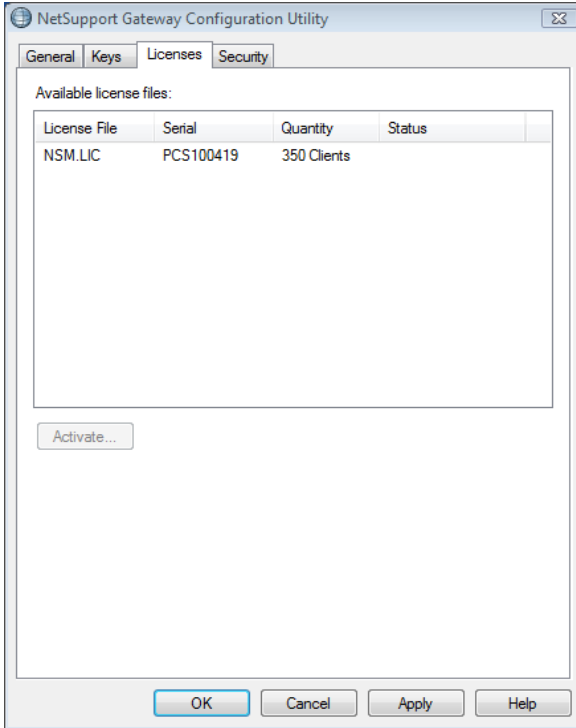 NetSupport Gateway Configuration Utility
General Keys Licenses Security
Available license files:
License File Serial Quantity Status
NSM.LIC PCS100419 350 Clients
Activate...
OK Cancel Apply Help